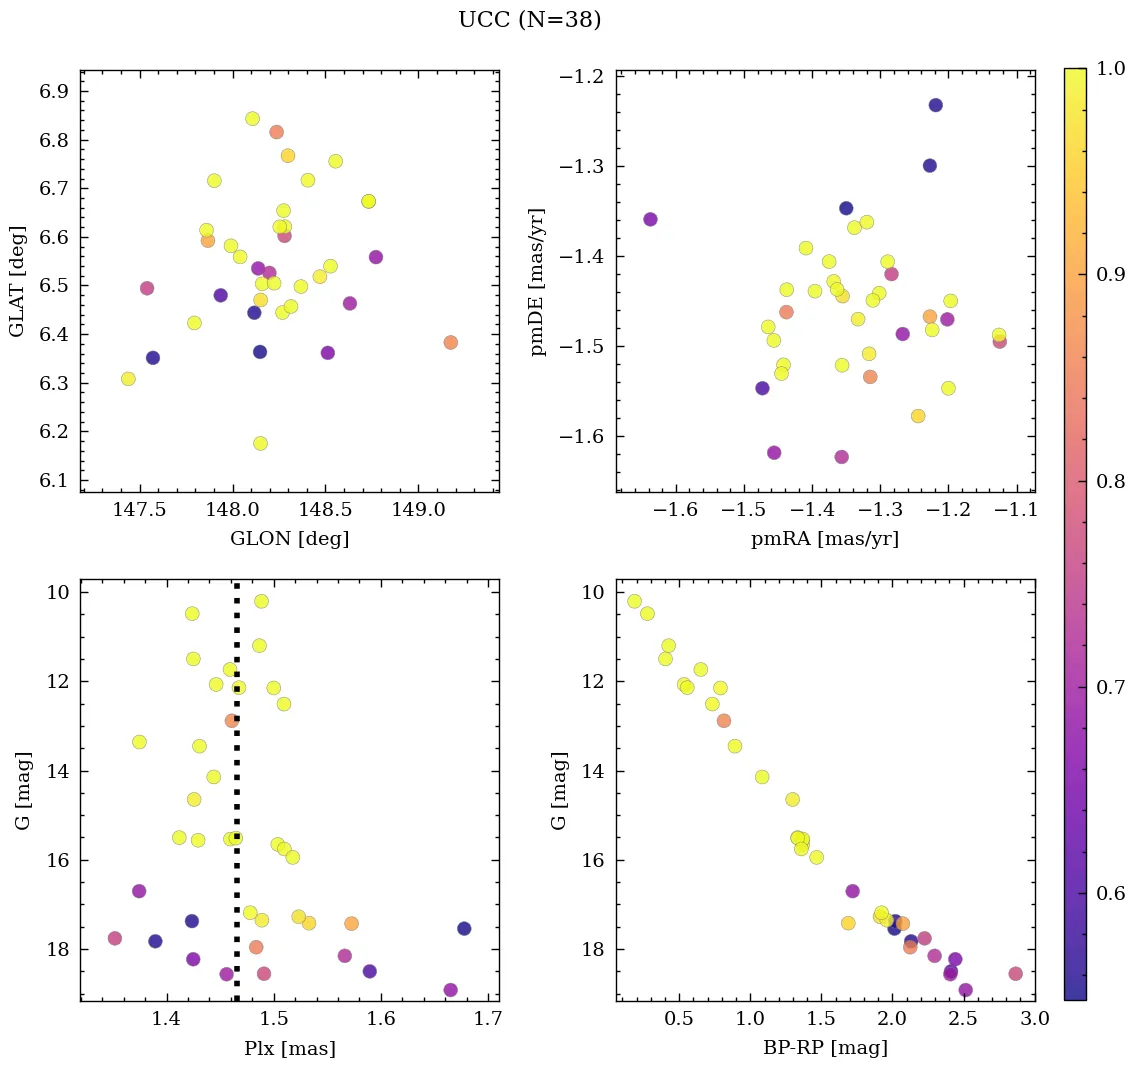 UCC (N=38)
6.9
6.8
6.7
6.6
6.5
6.4
6.3
6.2
6.1
GLAT [deg]
147.5 148.0 148.5 149.0
GLON [deg]
−1.2
−1.3
−1.4
−1.5
−1.6
pmDE [mas/yr]
−1.6 −1.5 −1.4 −1.3 −1.2 −1.1
pmRA [mas/yr]
1.0
0.9
0.8
0.7
0.6
10
12
14
16
18
G [mag]
1.4 1.5 1.6 1.7
Plx [mas]
10
12
14
16
18
G [mag]
0.5 1.0 1.5 2.0 2.5 3.0
BP-RP [mag]